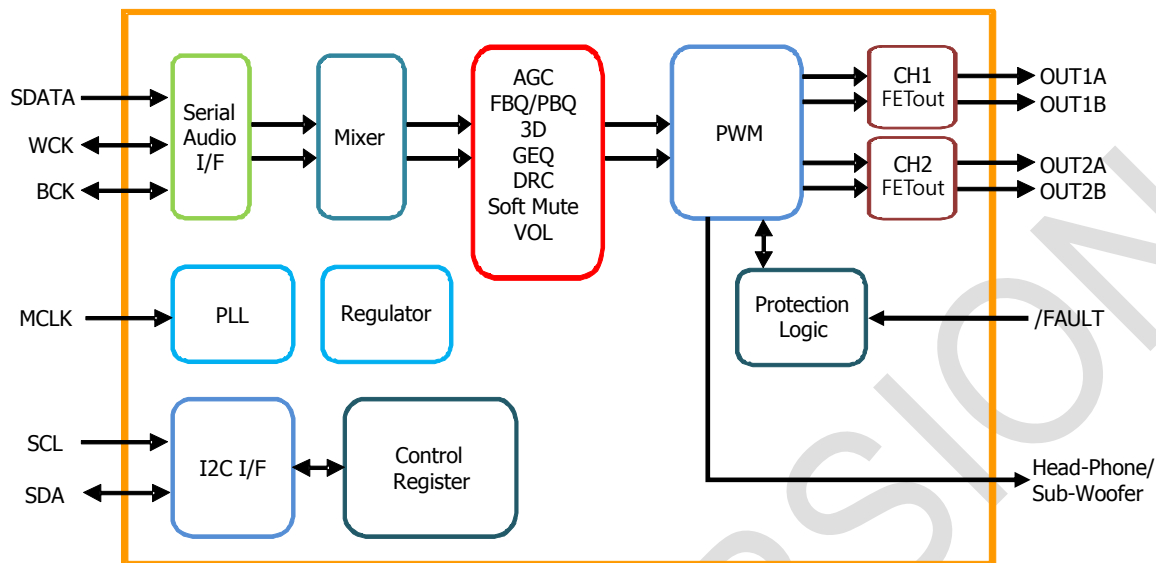 SDATA
WCK
BCK
Serial
Audio
I/F
Mixer
AGC
FBQ/PBQ
3D
GEQ
DRC
Soft Mute
VOL
PWM
CH1
FETout
CH2
FETout
OUT1A
OUT1B
OUT2A
OUT2B
MCLK
PLL
Regulator
Protection
Logic
/FAULT
SCL
SDA
I2C I/F
Control
Register
Head-Phone/
Sub-Woofer
RSION